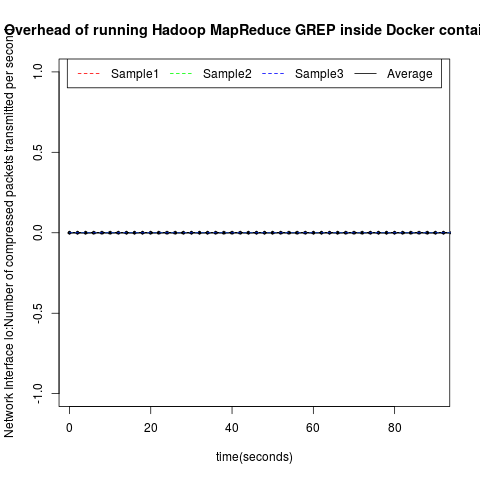 Overhead of running Hadoop MapReduce GREP inside Docker
Sample1 Sample2 Sample3 Average
Network Interface lo:Number of compressed packets transmitted per second
1.0
0.5
0.0
-0.5
-1.0
0 20 40 60 80
time(seconds)